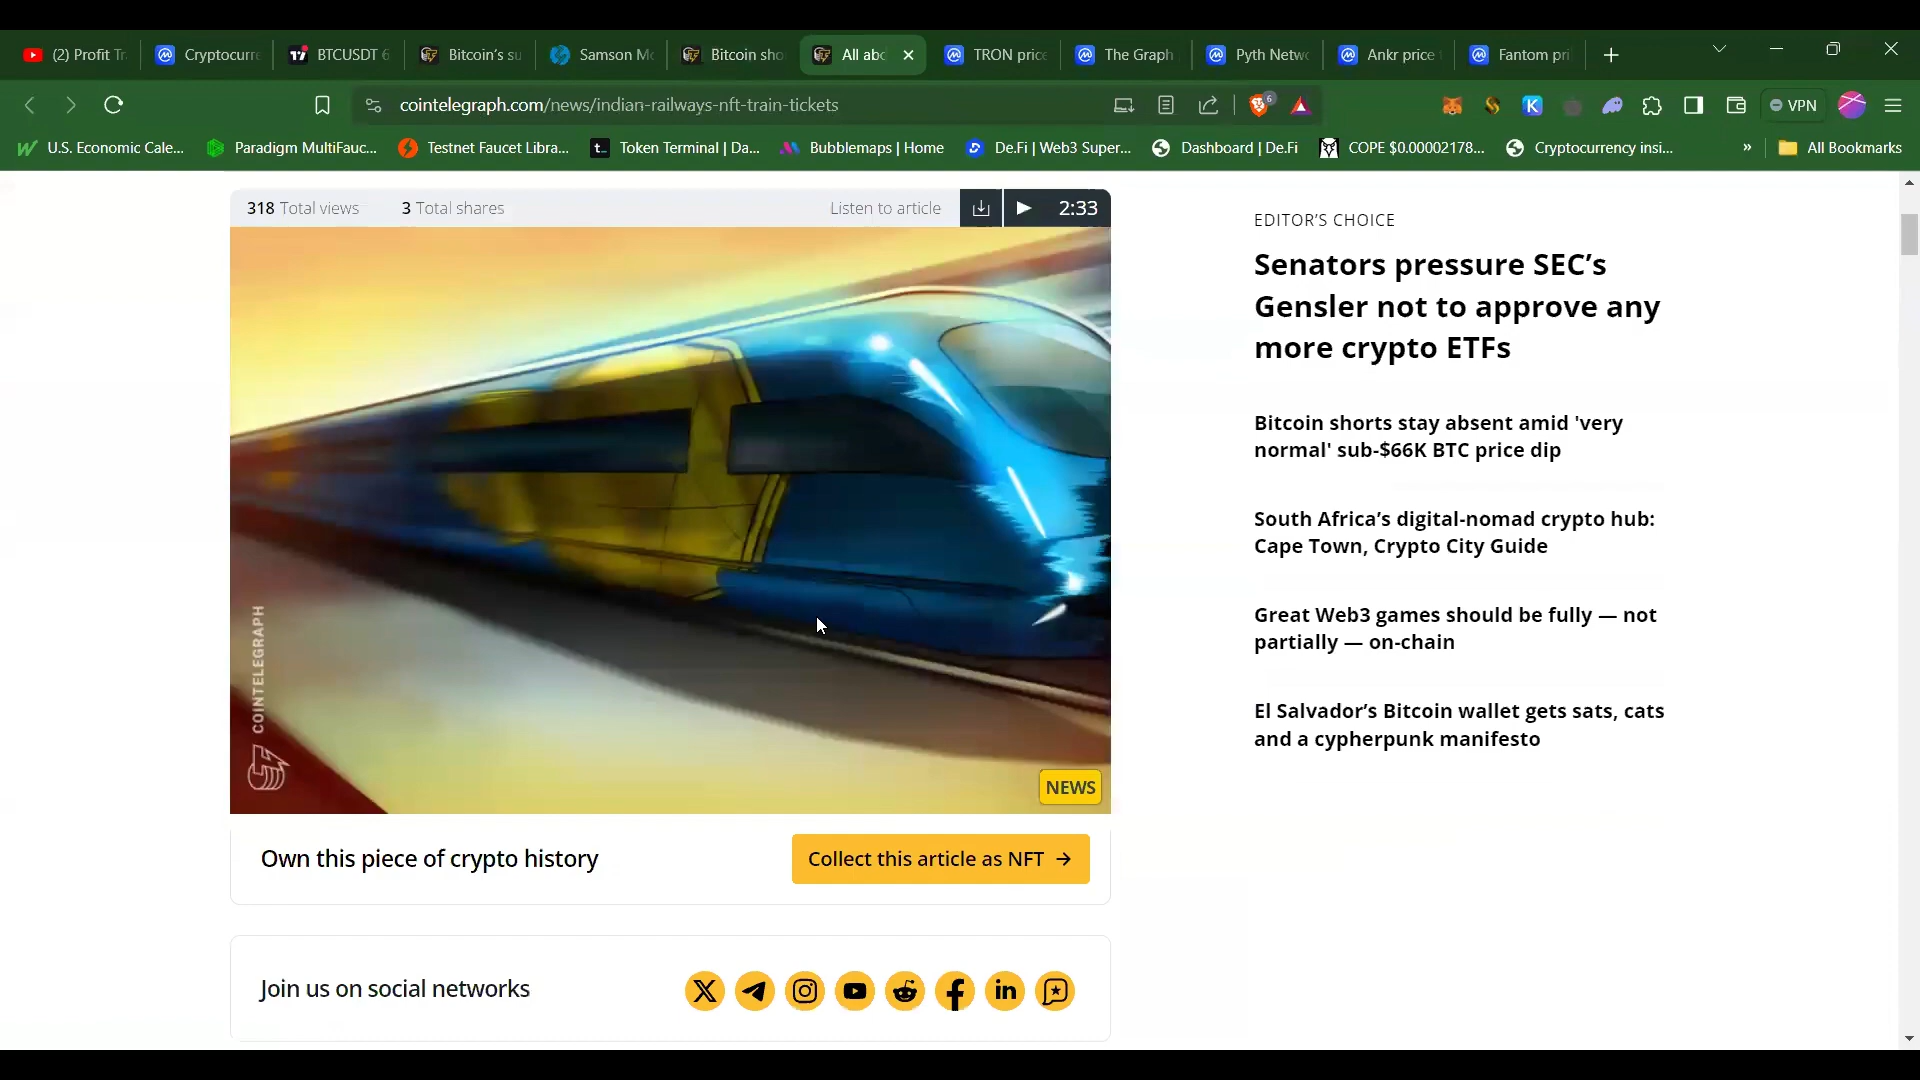 (2) Profit Tr
Cryptocurre
BTCUSDT 6
Bitcoin's su
Samson Mo
Bitcoin sho
All abo
TRON price
The Graph
Pyth Netwo
Ankr price
Fantom pri
cointelegraph.com/news/indian-railways-nft-train-tickets
6
VPN
U.S. Economic Cale...
Paradigm MultiFauc...
Testnet Faucet Libra...
Token Terminal | Da...
Bubblemaps | Home
De.Fi | Web3 Super...
Dashboard | De.Fi
COPE $0.00002178...
Cryptocurrency insi...
»
All Bookmarks
318 Total views
3 Total shares
Listen to article
2:33
COINTELEGRAPH
NEWS
Own this piece of crypto history
Collect this article as NFT →
Join us on social networks
EDITOR'S CHOICE
Senators pressure SEC's
Gensler not to approve any
more crypto ETFs
Bitcoin shorts stay absent amid 'very
normal' sub-$66K BTC price dip
South Africa's digital-nomad crypto hub:
Cape Town, Crypto City Guide
Great Web3 games should be fully — not
partially — on-chain
El Salvador's Bitcoin wallet gets sats, cats
and a cypherpunk manifesto